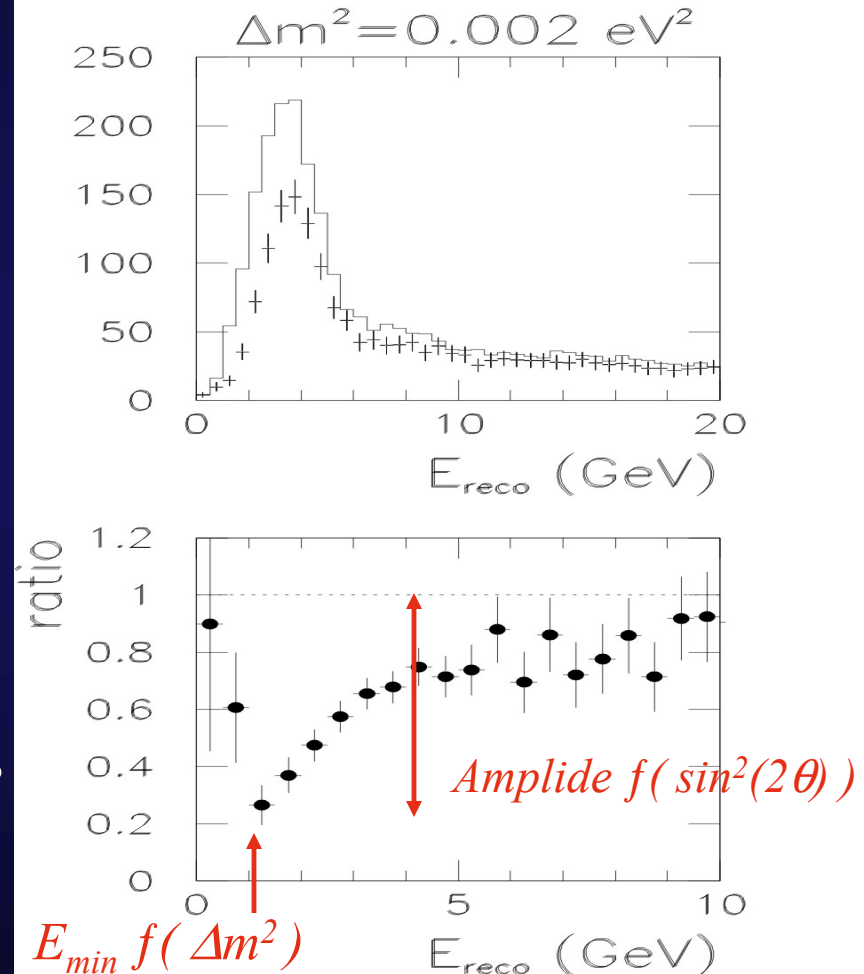 Δm²=0.002 eV²
250
200
150
100
50
0
0 10 20
E_reco (GeV)
ratio
1.2
1
0.8
0.6
0.4
0.2
0
Amplide f( sin²(2θ) )
0 5 10
E_min f( Δm² )
E_reco (GeV)